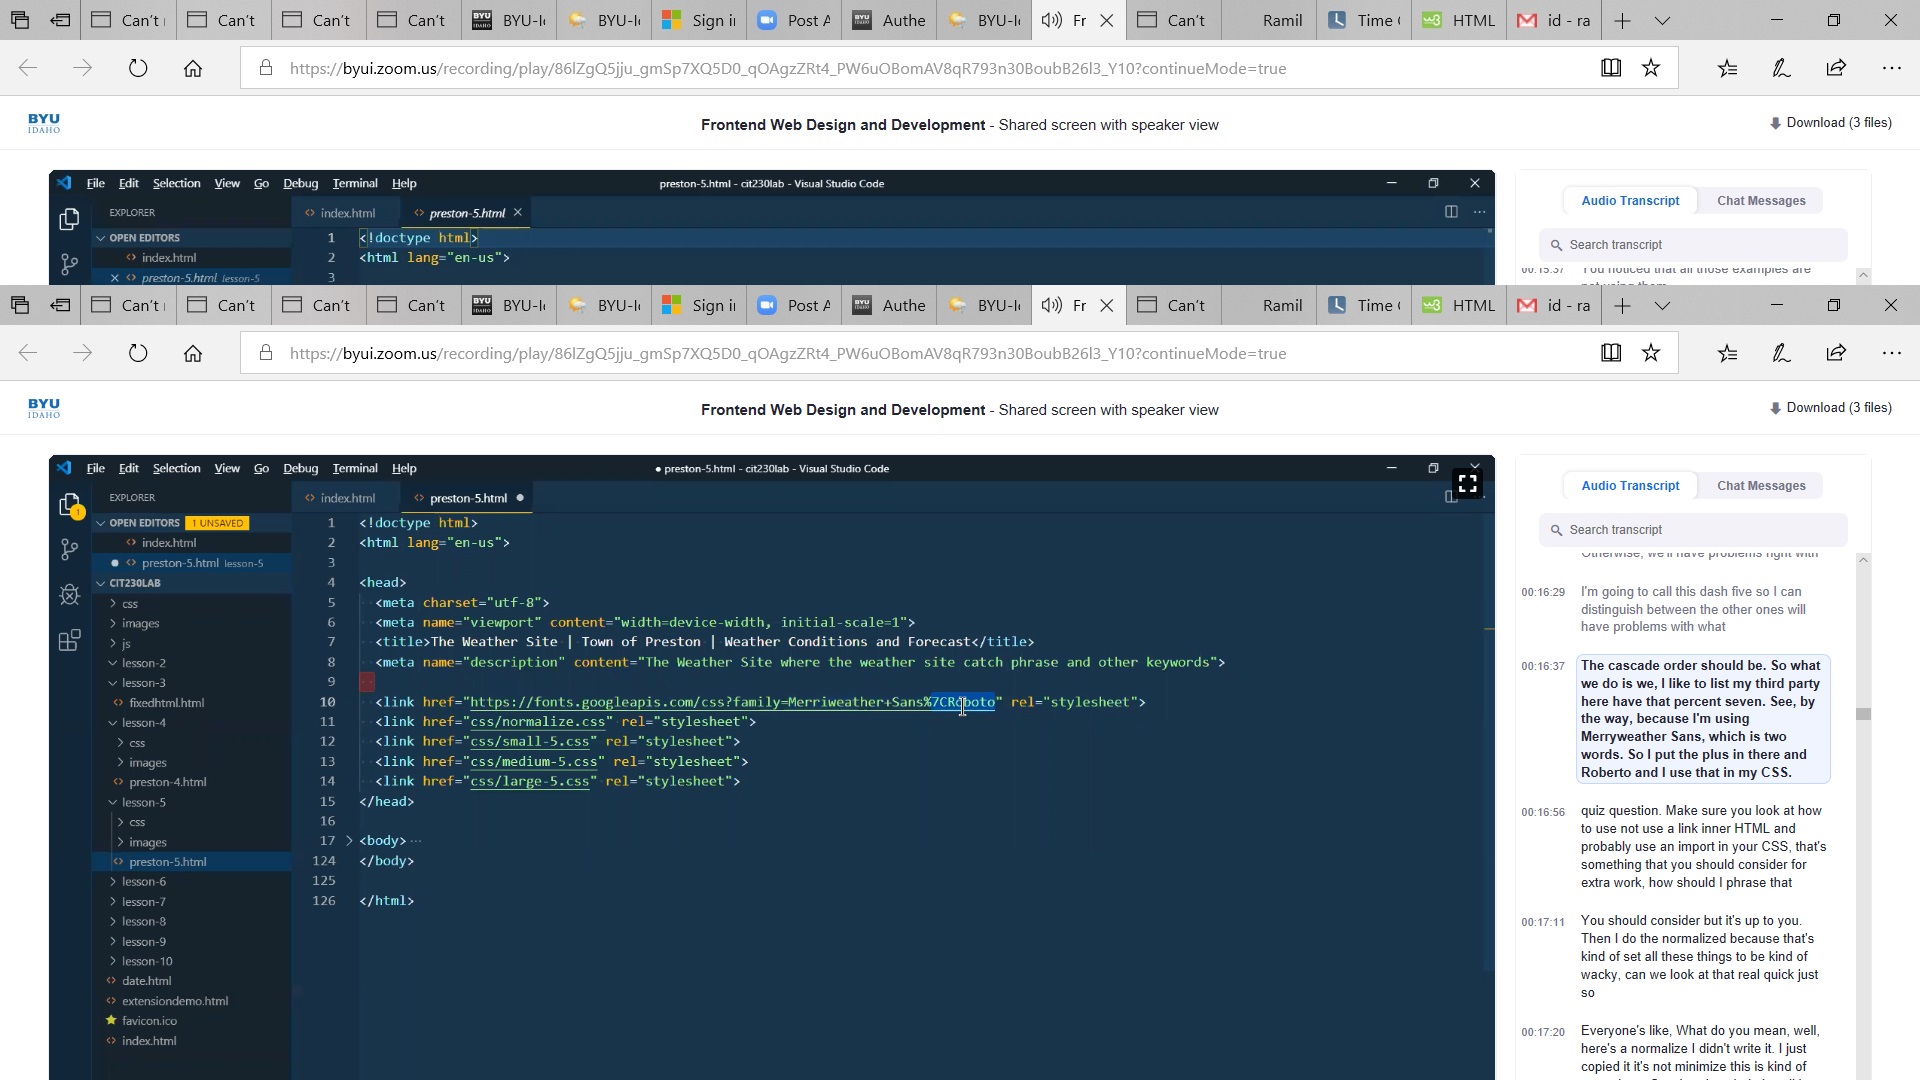 Can't
Can't
Can't
Can't
BYU-I
BYU-I
Sign i
Post A
Authe
BYU-I
Fr
Can't
Ramil
Time
HTML
id - ra
https://byui.zoom.us/recording/play/86lZgQ5jju_gmSp7XQ5D0_qOAgzZRt4_PW6uOBomAV8qR793n30BoubB26l3_Y10?continueMode=true
BYU
IDAHO
Frontend Web Design and Development - Shared screen with speaker view
Download (3 files)
File Edit Selection View Go Debug Terminal Help
preston-5.html - cit230lab - Visual Studio Code
EXPLORER
index.html
preston-5.html
OPEN EDITORS
index.html
preston-5.html lesson-5
1 <!doctype html>
2 <html lang="en-us">
3
Audio Transcript
Chat Messages
Search transcript
00:15:37 You noticed that all those examples are
not using them
Can't
Can't
Can't
Can't
BYU-I
BYU-I
Sign i
Post A
Authe
BYU-I
Fr
Can't
Ramil
Time
HTML
id - ra
https://byui.zoom.us/recording/play/86lZgQ5jju_gmSp7XQ5D0_qOAgzZRt4_PW6uOBomAV8qR793n30BoubB26l3_Y10?continueMode=true
BYU
IDAHO
Frontend Web Design and Development - Shared screen with speaker view
Download (3 files)
File Edit Selection View Go Debug Terminal Help
● preston-5.html - cit230lab - Visual Studio Code
1
EXPLORER
index.html
preston-5.html
OPEN EDITORS 1 UNSAVED
index.html
preston-5.html lesson-5
CIT230LAB
css
images
js
lesson-2
lesson-3
fixedhtml.html
lesson-4
css
images
preston-4.html
lesson-5
css
images
preston-5.html
lesson-6
lesson-7
lesson-8
lesson-9
lesson-10
date.html
extensiondemo.html
favicon.ico
index.html
1 <!doctype html>
2 <html lang="en-us">
3
4 <head>
5 <meta charset="utf-8">
6 <meta name="viewport" content="width=device-width, initial-scale=1">
7 <title>The Weather Site | Town of Preston | Weather Conditions and Forecast</title>
8 <meta name="description" content="The Weather Site where the weather site catch phrase and other keywords">
9
10 <link href="https://fonts.googleapis.com/css?family=Merriweather+Sans%7CRoboto" rel="stylesheet">
11 <link href="css/normalize.css" rel="stylesheet">
12 <link href="css/small-5.css" rel="stylesheet">
13 <link href="css/medium-5.css" rel="stylesheet">
14 <link href="css/large-5.css" rel="stylesheet">
15 </head>
16
17 <body>…
124 </body>
125
126 </html>
Audio Transcript
Chat Messages
Search transcript
Otherwise, we'll have problems right with
00:16:29 I'm going to call this dash five so I can
distinguish between the other ones will
have problems with what
00:16:37 The cascade order should be. So what
we do is we, I like to list my third party
here have that percent seven. See, by
the way, because I'm using
Merryweather Sans, which is two
words. So I put the plus in there and
Roberto and I use that in my CSS.
00:16:56 quiz question. Make sure you look at how
to use not use a link inner HTML and
probably use an import in your CSS, that's
something that you should consider for
extra work, how should I phrase that
00:17:11 You should consider but it's up to you.
Then I do the normalized because that's
kind of set all these things to be kind of
wacky, can we look at that real quick just
so
00:17:20 Everyone's like, What do you mean, well,
here's a normalize I didn't write it. I just
copied it it's not minimize this is kind of